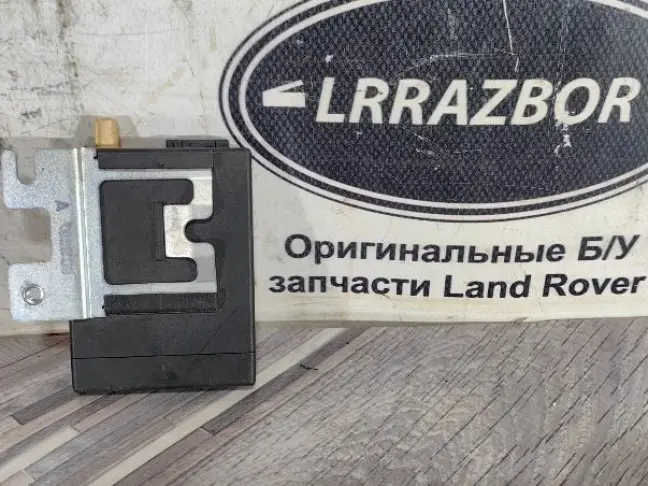 LRRAZBOR
Оригинальные Б/У
запчасти Land Rover